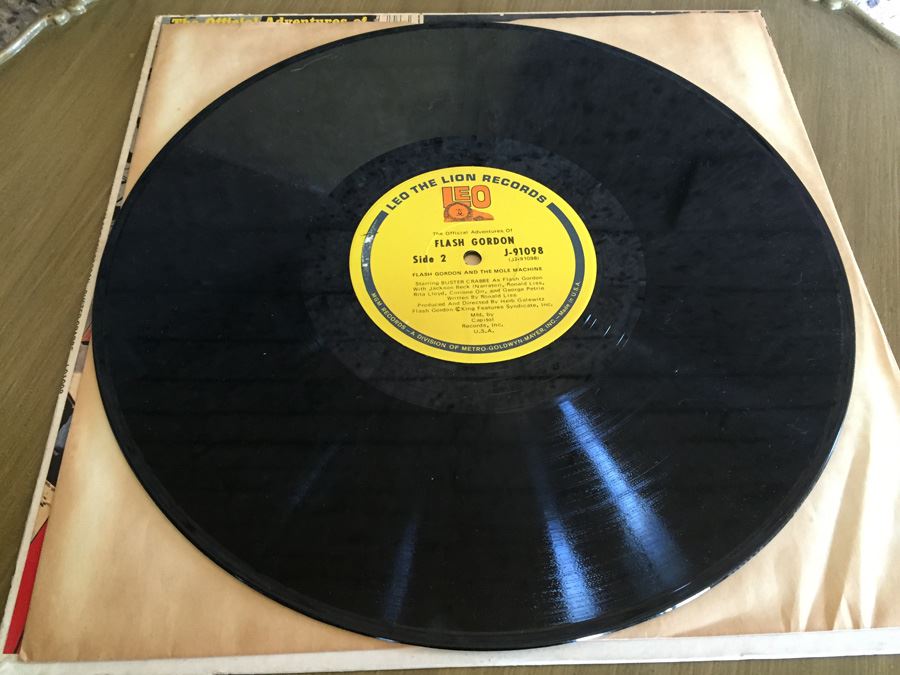 The Official Adventures of
LEO THE LION RECORDS
LEO
The Official Adventures Of
FLASH GORDON
Side 2 J-91098
(J2-91098)
FLASH GORDON AND THE MOLE MACHINE
Starring BUSTER CRABBE As Flash Gordon
With Jackson Beck (Narrator), Ronald Liss,
Rita Lloyd, Corinne Orr, and George Petrie
Written By Ronald Liss
Produced And Directed By Herb Galewitz
Flash Gordon ©King Features Syndicate, Inc.
Mfd. by
Capitol
Records, Inc.
U.S.A.
MGM RECORDS—A DIVISION OF METRO-GOLDWYN-MAYER, INC.—Made in U.S.A.